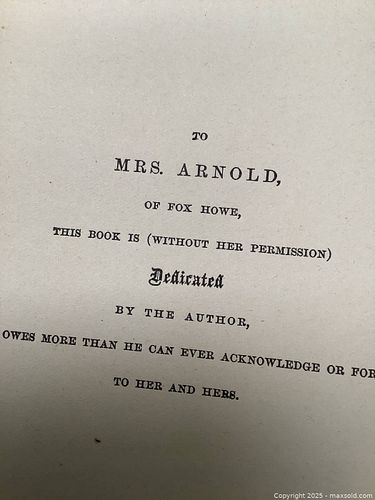 TO
MRS. ARNOLD,
OF FOX HOWE,
THIS BOOK IS (WITHOUT HER PERMISSION)
Dedicated
BY THE AUTHOR,
OWES MORE THAN HE CAN EVER ACKNOWLEDGE OR FOR
TO HER AND HERS.
Copyright 2025 - maxsold.com